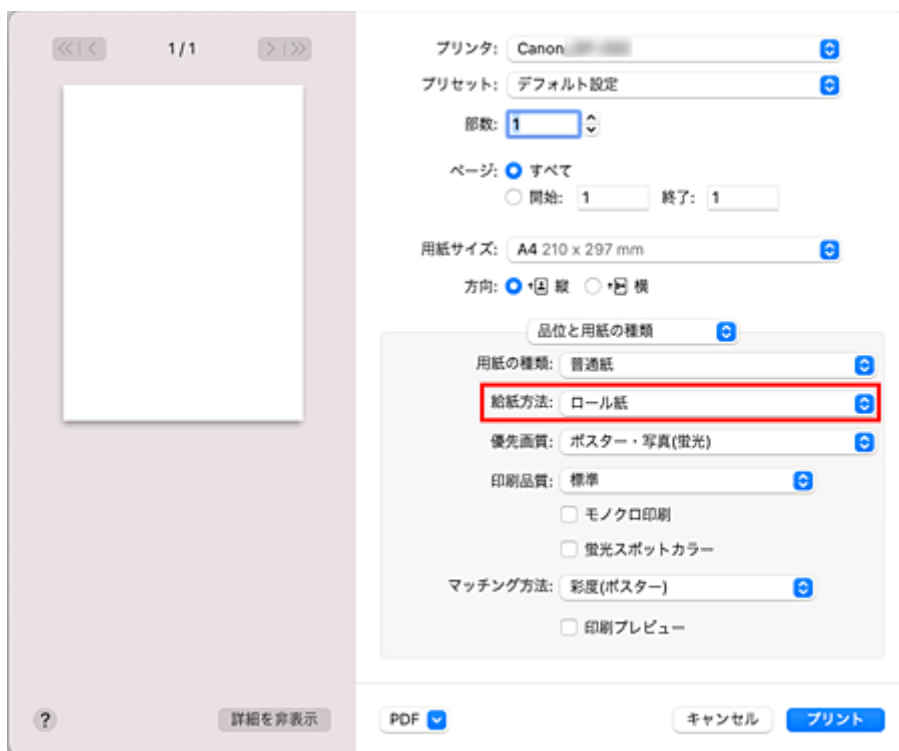 1/1
プリンタ: Canon
プリセット: デフォルト設定
部数: 1
ページ: すべて
開始: 1 終了: 1
用紙サイズ: A4 210 x 297 mm
方向: 縦 横
品位と用紙の種類
用紙の種類: 普通紙
給紙方法: ロール紙
優先画質: ポスター・写真(蛍光)
印刷品質: 標準
モノクロ印刷
蛍光スポットカラー
マッチング方法: 彩度(ポスター)
印刷プレビュー
? 詳細を非表示 PDF キャンセル プリント